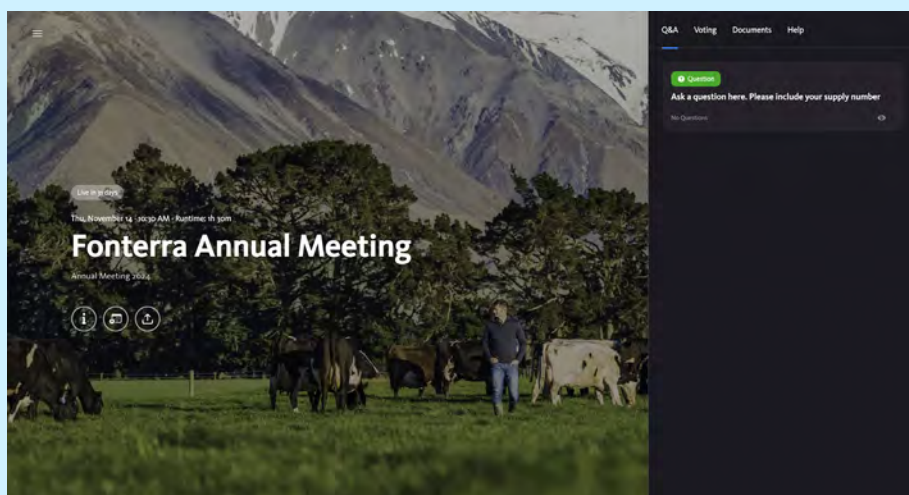 Live in 9 days
Thu, November 14 · 10:30 AM · Runtime: 1h 30m
Fonterra Annual Meeting
Annual Meeting 2024
Q&A Voting Documents Help
Question
Ask a question here. Please include your supply number
No Questions